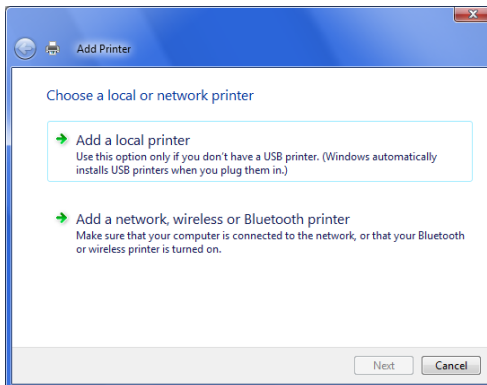 Add Printer
Choose a local or network printer
Add a local printer
Use this option only if you don't have a USB printer. (Windows automatically
installs USB printers when you plug them in.)
Add a network, wireless or Bluetooth printer
Make sure that your computer is connected to the network, or that your Bluetooth
or wireless printer is turned on.
Next
Cancel